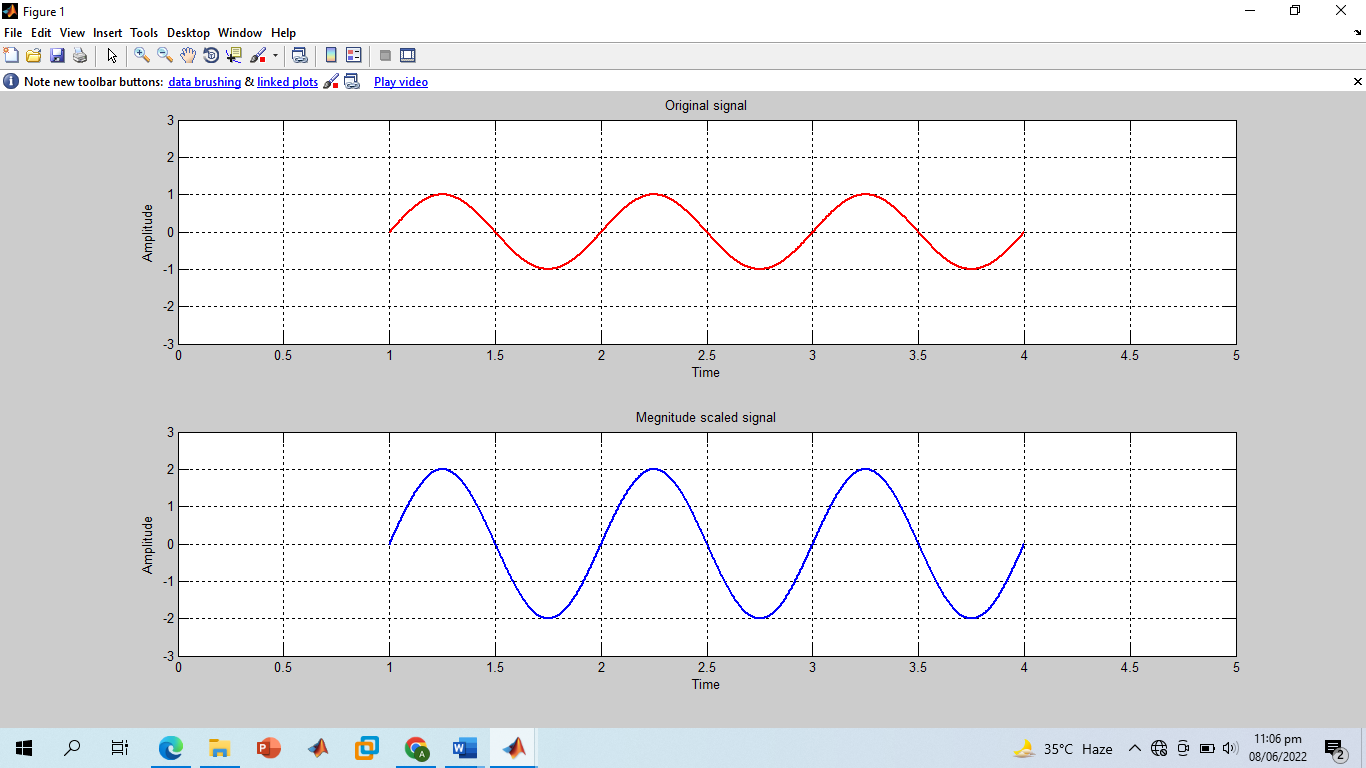 Figure 1
File Edit View Insert Tools Desktop Window Help
Note new toolbar buttons: data brushing & linked plots Play video
Original signal
3
2
1
0
-1
-2
-3
Amplitude
0 0.5 1 1.5 2 2.5 3 3.5 4 4.5 5
Time
Megnitude scaled signal
3
2
1
0
-1
-2
-3
Amplitude
0 0.5 1 1.5 2 2.5 3 3.5 4 4.5 5
Time
35°C Haze
11:06 pm
08/06/2022
2